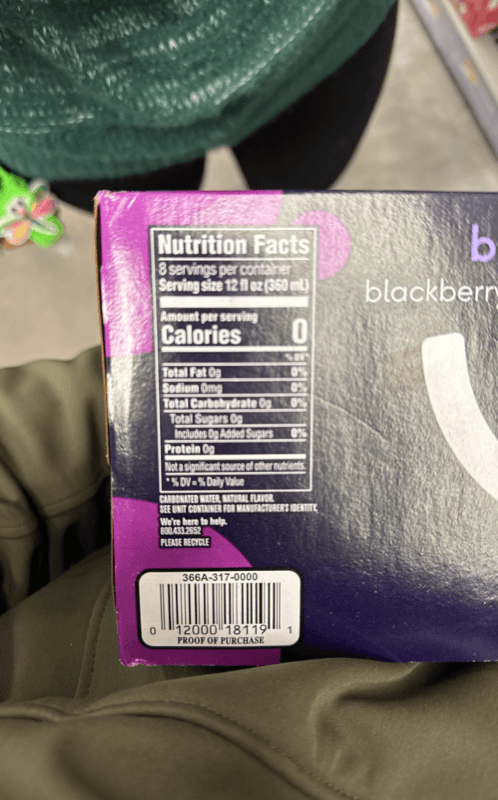 Nutrition Facts
8 servings per container
Serving size 12 fl oz (360 mL)
Amount per serving
Calories 0
% DV*
Total Fat 0g 0%
Sodium 0mg 0%
Total Carbohydrate 0g 0%
Total Sugars 0g
Includes 0g Added Sugars 0%
Protein 0g
Not a significant source of other nutrients.
* % DV = % Daily Value
CARBONATED WATER, NATURAL FLAVOR.
SEE UNIT CONTAINER FOR MANUFACTURER'S IDENTITY.
We're here to help.
800.433.2652
PLEASE RECYCLE
366A-317-0000
0 12000 18119 1
PROOF OF PURCHASE
b
blackberr